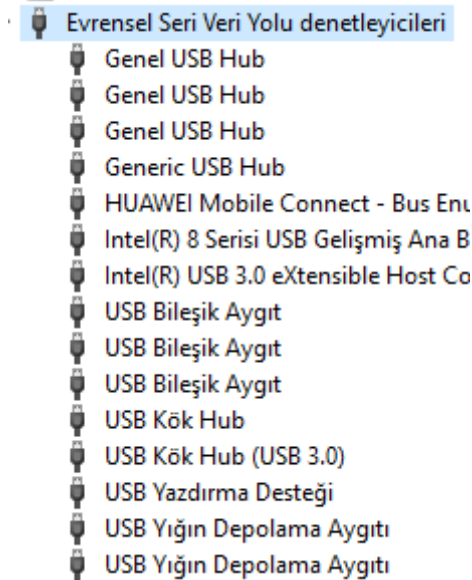 Evrensel Seri Veri Yolu denetleyicileri
Genel USB Hub
Genel USB Hub
Genel USB Hub
Generic USB Hub
HUAWEI Mobile Connect - Bus Enu
Intel(R) 8 Serisi USB Gelişmiş Ana B
Intel(R) USB 3.0 eXtensible Host Co
USB Bileşik Aygıt
USB Bileşik Aygıt
USB Bileşik Aygıt
USB Kök Hub
USB Kök Hub (USB 3.0)
USB Yazdırma Desteği
USB Yığın Depolama Aygıtı
USB Yığın Depolama Aygıtı